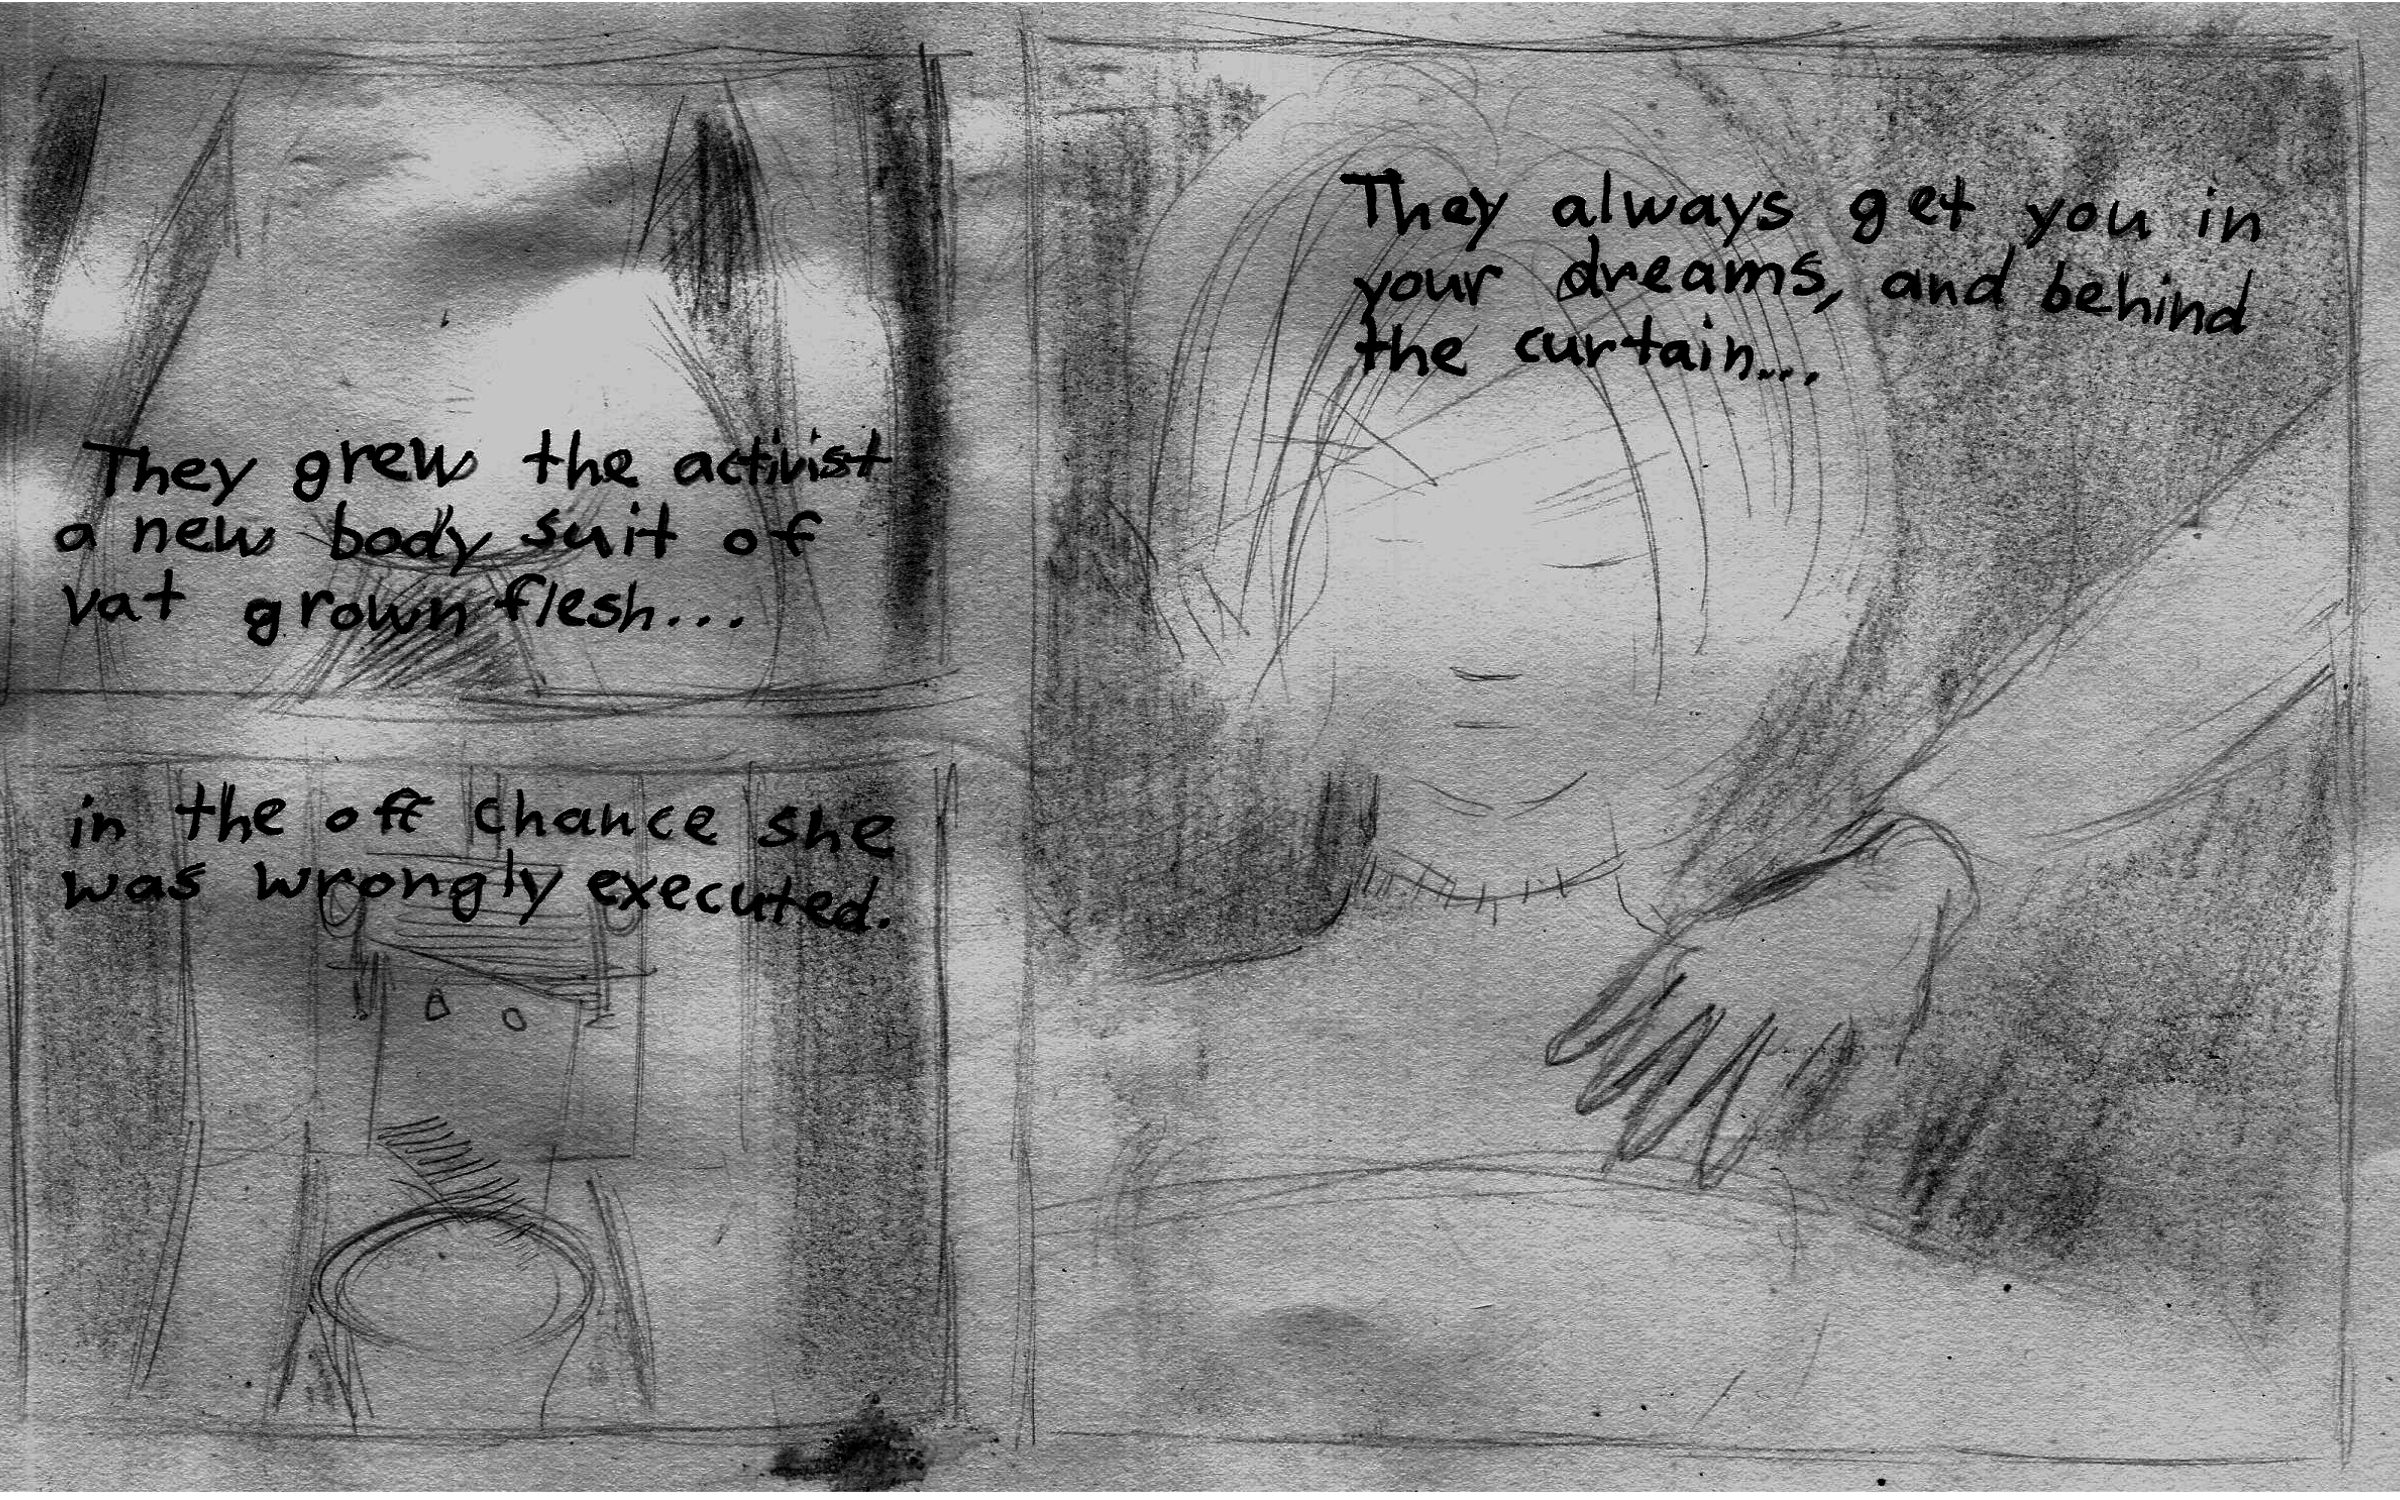 They grew the activist
a new body suit of
vat grown flesh...
in the off chance she
was wrongly executed.
They always get you in
your dreams, and behind
the curtain...